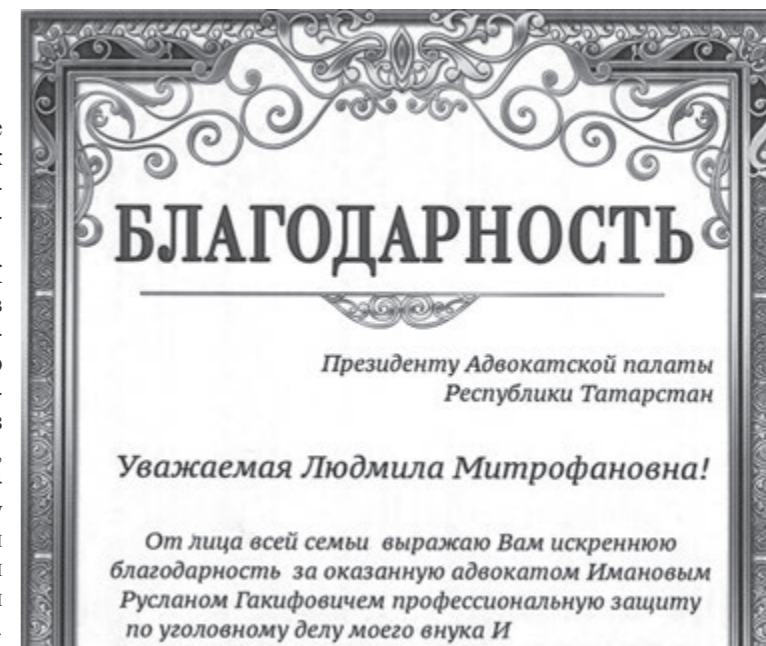 БЛАГОДАРНОСТЬ
Президенту Адвокатской палаты
Республики Татарстан
Уважаемая Людмила Митрофановна!
От лица всей семьи выражаю Вам искреннюю
благодарность за оказанную адвокатом Имановым
Русланом Гакифовичем профессиональную защиту
по уголовному делу моего внука И